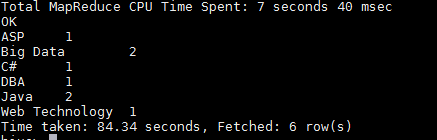 Total MapReduce CPU Time Spent: 7 seconds 40 msec
OK
ASP	1
Big Data	2
C#	1
DBA	1
Java	2
Web Technology	1
Time taken: 84.34 seconds, Fetched: 6 row(s)